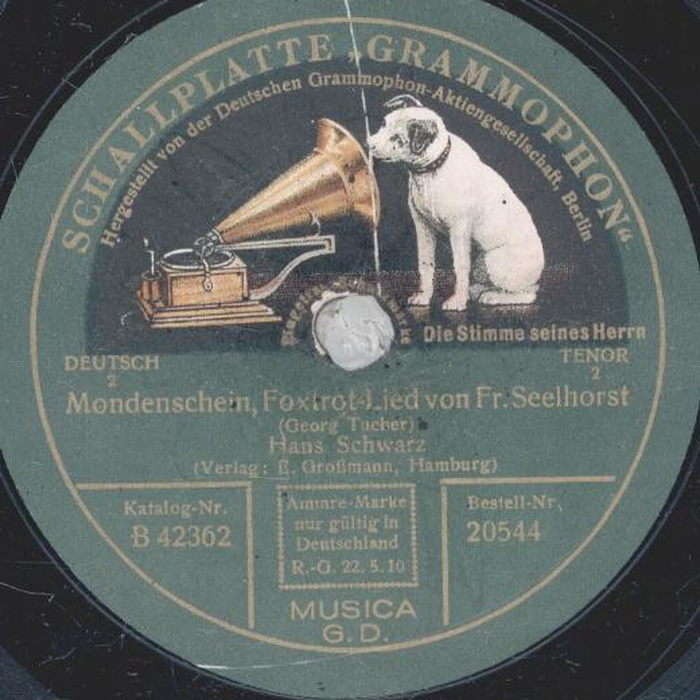 SCHALLPLATTE „GRAMMOPHON“
Hergestellt von der Deutschen Grammophon-Aktiengesellschaft, Berlin
Die Stimme seines Herrn
DEUTSCH
2
TENOR
2
Mondenschein, Foxtrot-Lied von Fr. Seelhorst
(Georg Tucher)
Hans Schwarz
(Verlag: E. Großmann, Hamburg)
Katalog-Nr.
B 42362
Ammre-Marke
nur gültig in
Deutschland
R.-G. 22. 5. 10
Bestell-Nr.
20544
MUSICA
G. D.